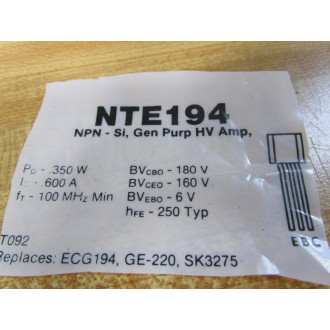 NTE194
NPN - Si, Gen Purp HV Amp,
PD - .350 W
I - .600 A
fT - 100 MHz Min
BVCBO - 180 V
BVCEO - 160 V
BVEBO - 6 V
hFE - 250 Typ
EBC
T092
Replaces: ECG194, GE-220, SK3275